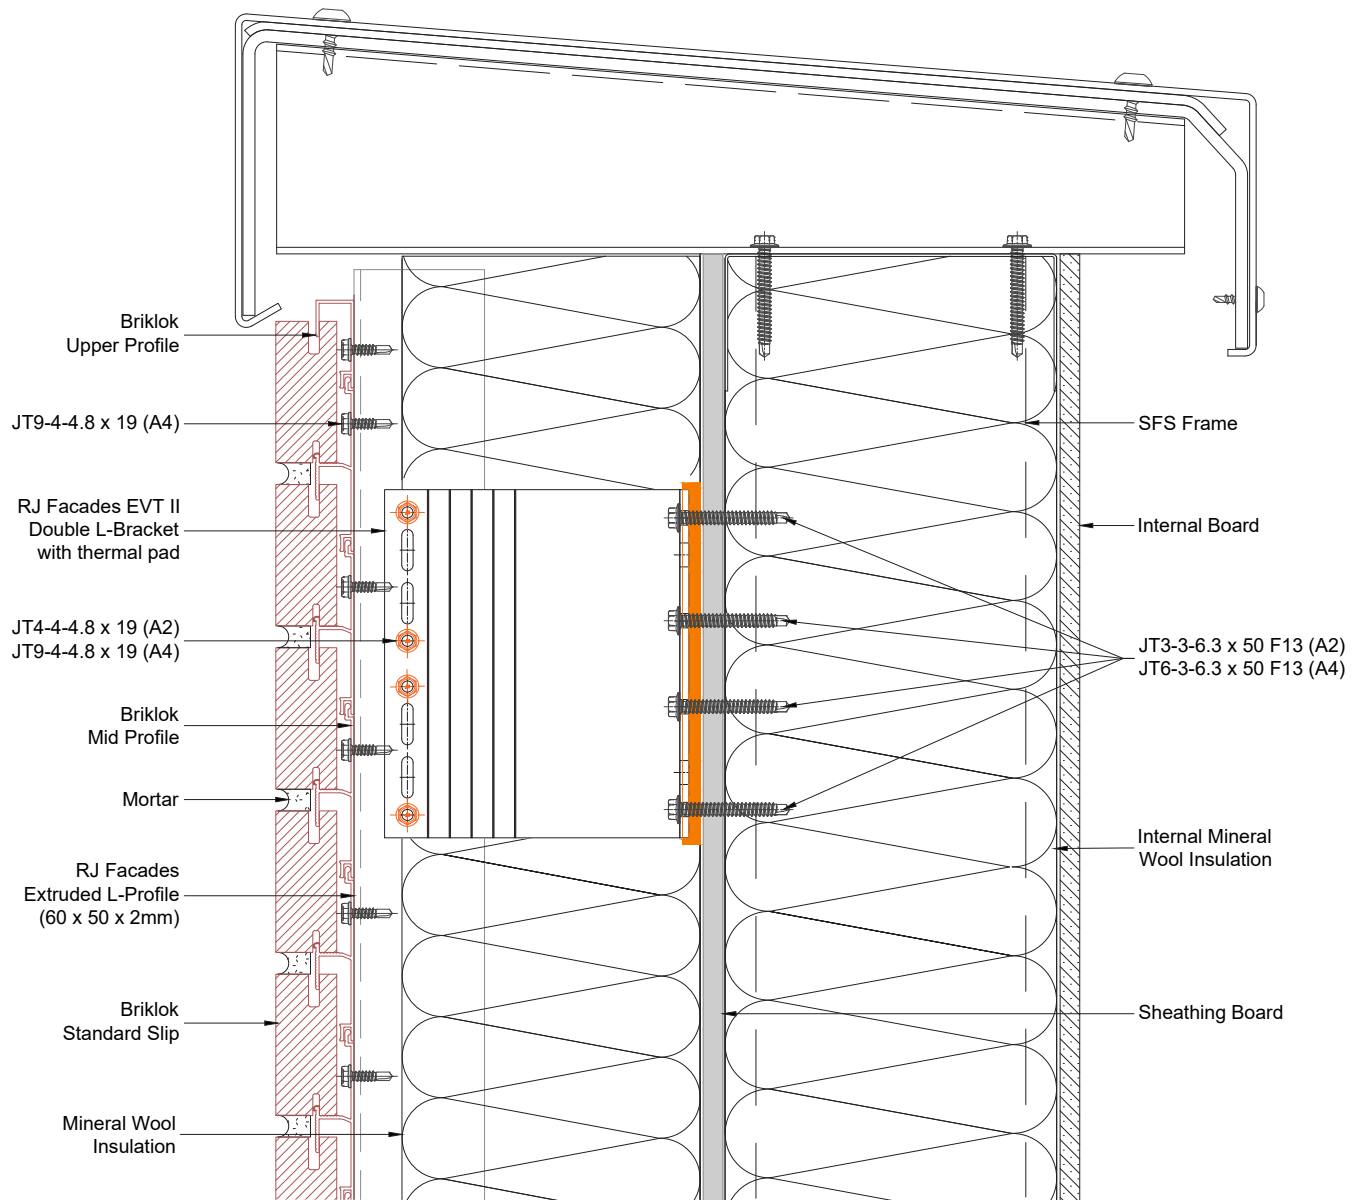 Briklok
Upper Profile
JT9-4-4.8 x 19 (A4)
RJ Facades EVT II
Double L-Bracket
with thermal pad
JT4-4-4.8 x 19 (A2)
JT9-4-4.8 x 19 (A4)
Briklok
Mid Profile
Mortar
RJ Facades
Extruded L-Profile
(60 x 50 x 2mm)
Briklok
Standard Slip
Mineral Wool
Insulation
SFS Frame
Internal Board
JT3-3-6.3 x 50 F13 (A2)
JT6-3-6.3 x 50 F13 (A4)
Internal Mineral
Wool Insulation
Sheathing Board